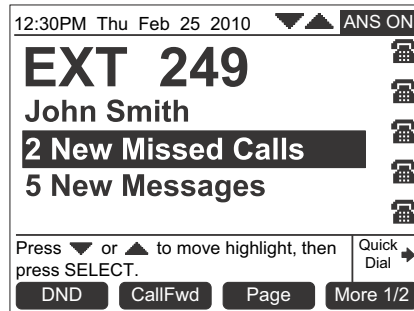 12:30PM Thu Feb 25 2010 ANS ON
EXT 249
John Smith
2 New Missed Calls
5 New Messages
Press ▼ or ▲ to move highlight, then
press SELECT.
Quick
Dial
DND CallFwd Page More 1/2